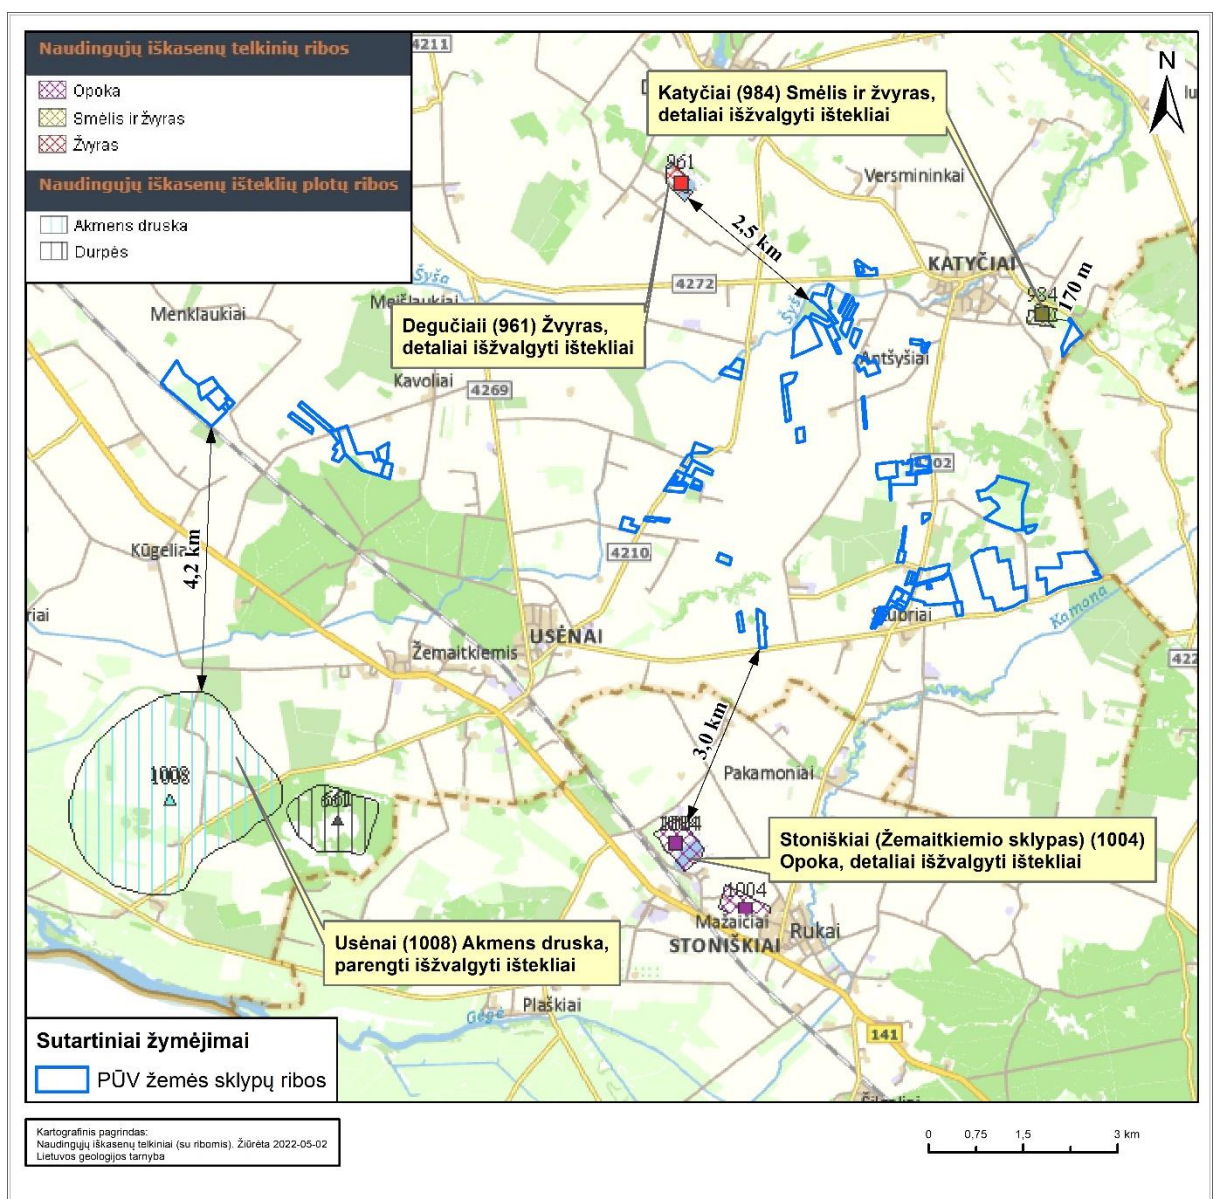 Naudingųjų iškasenų telkinių ribos
Opoka
Smėlis ir žvyras
Žvyras
Naudingųjų iškasenų išteklių plotų ribos
Akmens druska
Durpės
4211
N
Katyčiai (984) Smėlis ir žvyras,
detaliai išžvalgyti ištekliai
961
Versmininkai
2,5 km
KATYČIAI
Šyša
4272
984
170 m
Menklaukiai
Degučiaii (961) Žvyras,
detaliai išžvalgyti ištekliai
Antšyšiai
Kavoliai
4269
4202
4210
4,2 km
Kūgeliai
USĖNAI
Žemaitkiemis
Kamona
3,0 km
Pakamoniai
1008
661
Stoniškiai (Žemaitkiemio sklypas) (1004)
Opoka, detaliai išžvalgyti ištekliai
1004
Mažaičiai
Rukai
STONIŠKIAI
Usėnai (1008) Akmens druska,
parengti išžvalgyti ištekliai
Plaškiai
Gėgė
141
Sutartiniai žymėjimai
PŪV žemės sklypų ribos
Kartografinis pagrindas:
Naudingųjų iškasenų telkiniai (su ribomis). Žiūrėta 2022-05-02
Lietuvos geologijos tarnyba
0 0,75 1,5 3 km